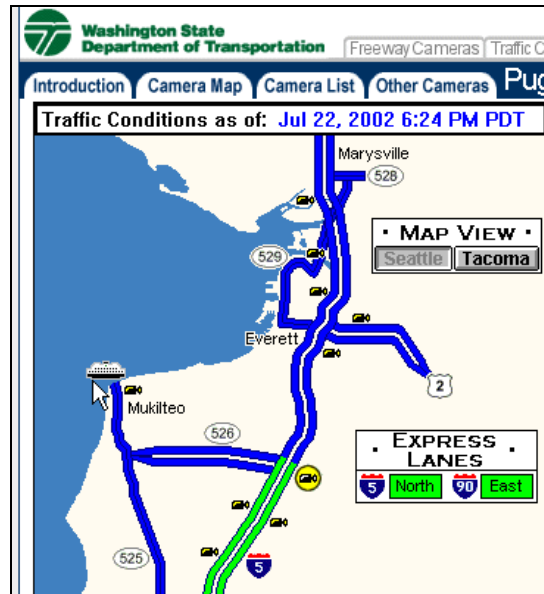 Washington State
Department of Transportation
Freeway Cameras Traffic C
Introduction Camera Map Camera List Other Cameras Pug
Traffic Conditions as of: Jul 22, 2002 6:24 PM PDT
Marysville
528
· MAP VIEW ·
Seattle Tacoma
529
Everett
2
Mukilteo
526
· EXPRESS LANES ·
5 North 90 East
525
5